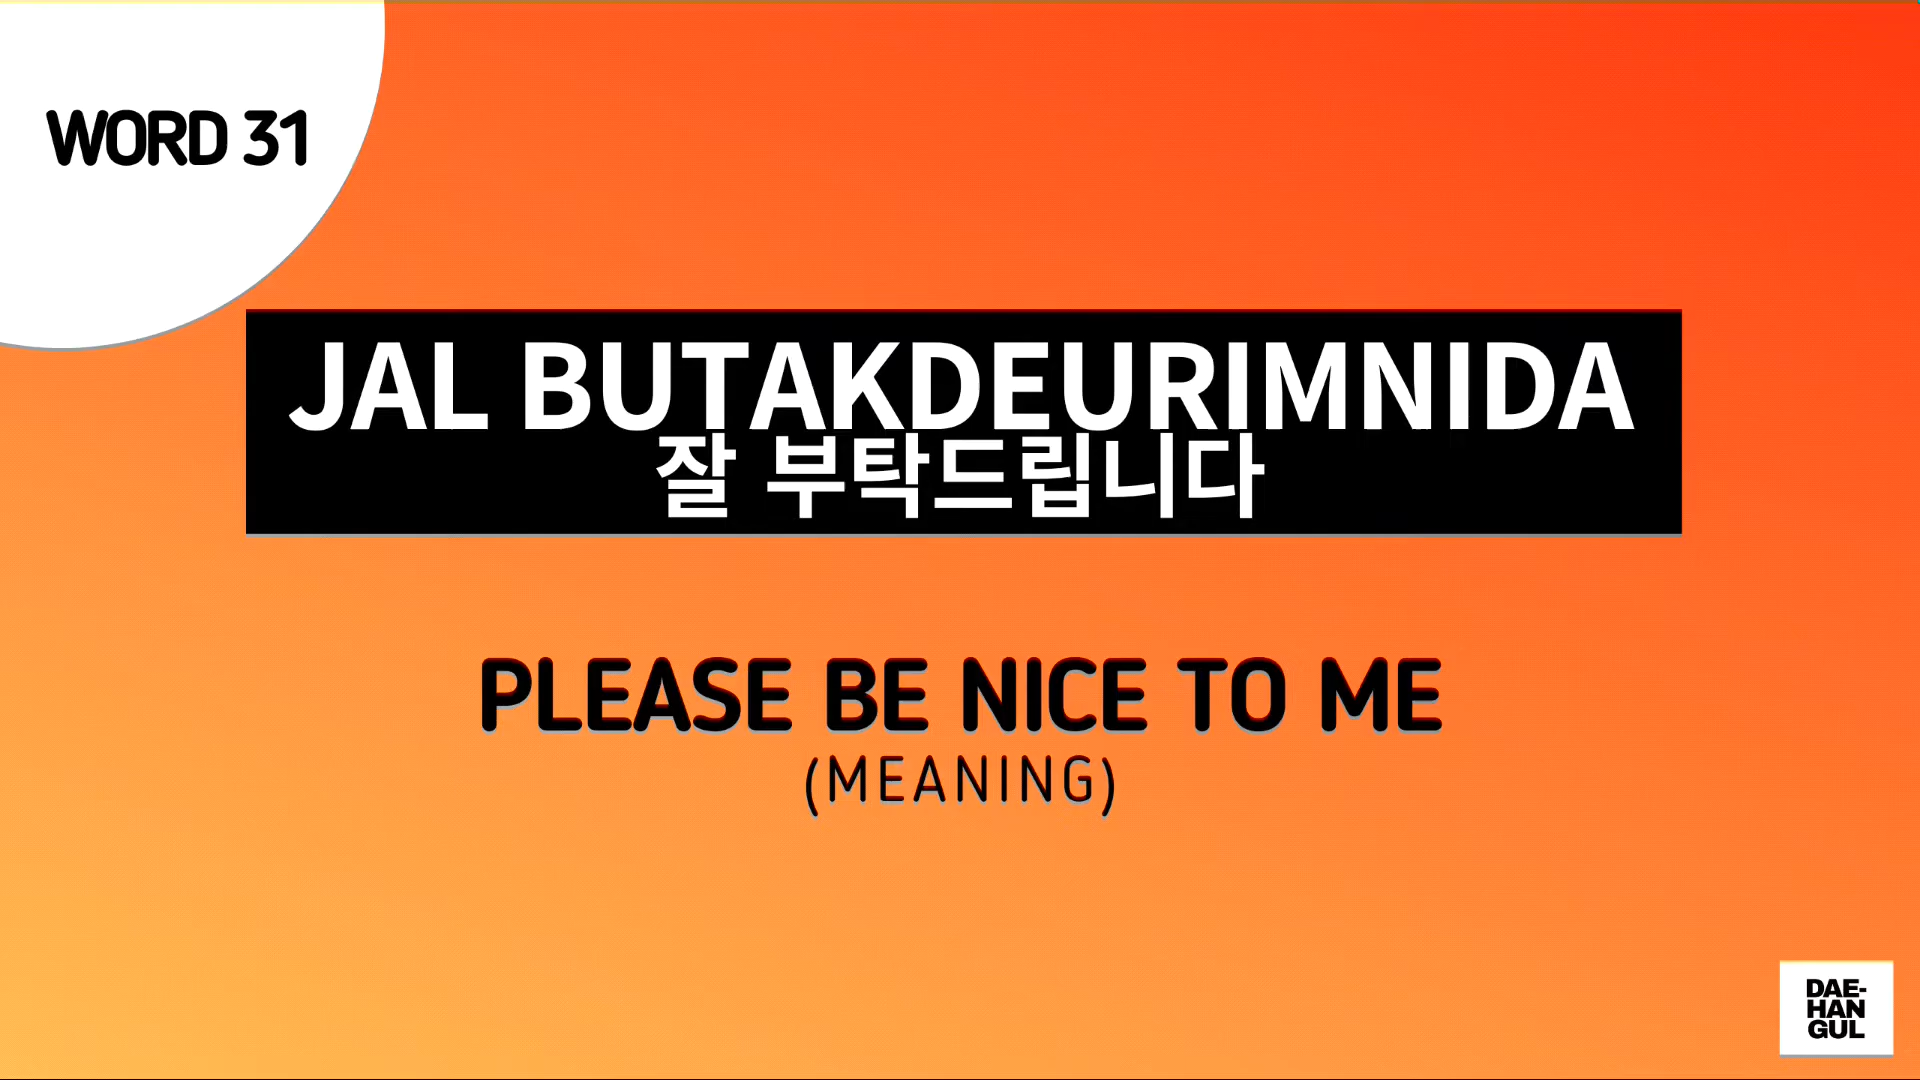 WORD 31
JAL BUTAKDEURIMNIDA
잘 부탁드립니다
PLEASE BE NICE TO ME
(MEANING)
DAE-
HAN
GUL